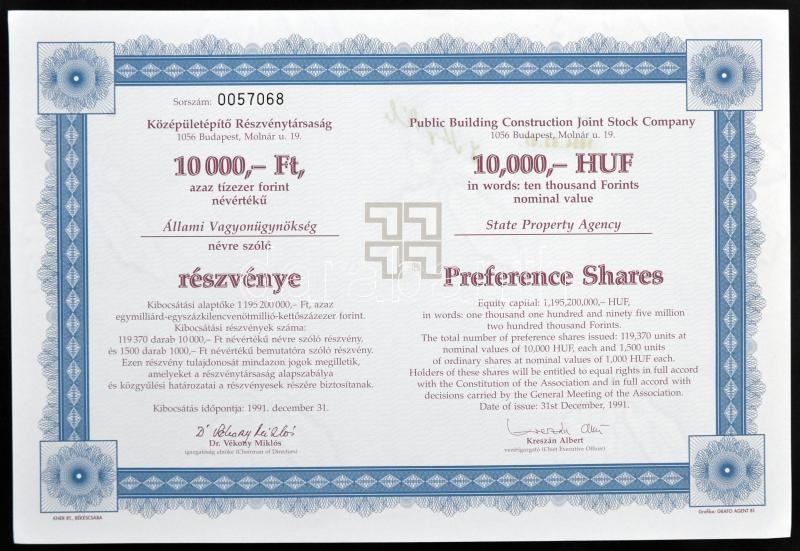 Sorszám: 0057068
Középületépítő Részvénytársaság
1056 Budapest, Molnár u. 19.
10 000,– Ft,
azaz tízezer forint
névértékű
Állami Vagyonügynökség
névre szóló
részvénye
Kibocsátási alaptőke 1 195 200 000,– Ft, azaz
egymilliárd-egyszázkilencvenötmillió-kettőszázezer forint.
Kibocsátási részvények száma:
119 370 darab 10 000,– Ft névértékű névre szóló részvény,
és 1500 darab 1000,– Ft névértékű bemutatóra szóló részvény.
Ezen részvény tulajdonosát mindazon jogok megilletik,
amelyeket a részvénytársaság alapszabálya
és közgyűlési határozatai a részvényesek részére biztosítanak.
Kibocsátás időpontja: 1991. december 31.
Dr. Vékony Miklós
Dr. Vékony Miklós
igazgatóság elnöke (Chairman of Directors)
Public Building Construction Joint Stock Company
1056 Budapest, Molnár u. 19.
10,000,– HUF
in words: ten thousand Forints
nominal value
State Property Agency
Preference Shares
Equity capital: 1,195,200,000,– HUF,
in words: one thousand one hundred and ninety five million
two hundred thousand Forints.
The total number of preference shares issued: 119,370 units at
nominal values of 10,000 HUF, each and 1,500 units
of ordinary shares at nominal values of 1,000 HUF each.
Holders of these shares will be entitled to equal rights in full accord
with the Constitution of the Association and in full accord with
decisions carried by the General Meeting of the Association.
Date of issue: 31st December, 1991.
Kreszán Albert
vezérigazgató (Chief Executive Officer)
KNER RT., BÉKÉSCSABA
Grafika: GRAFO AGENT Bt.